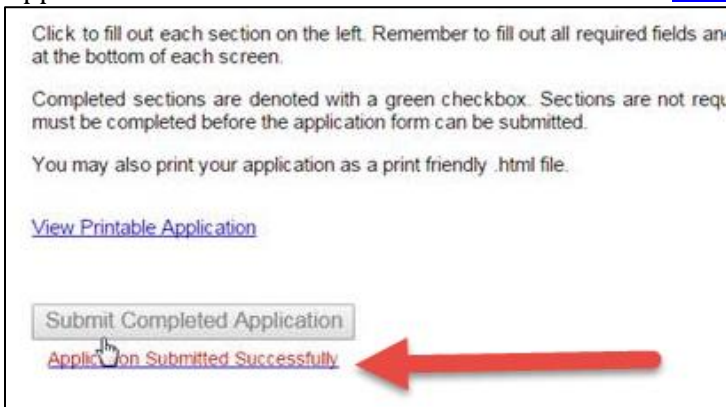 Click to fill out each section on the left. Remember to fill out all required fields
at the bottom of each screen.
Completed sections are denoted with a green checkbox. Sections are not
must be completed before the application form can be submitted.
You may also print your application as a print friendly .html file.
View Printable Application
Submit Completed Application
Submitted Successfully